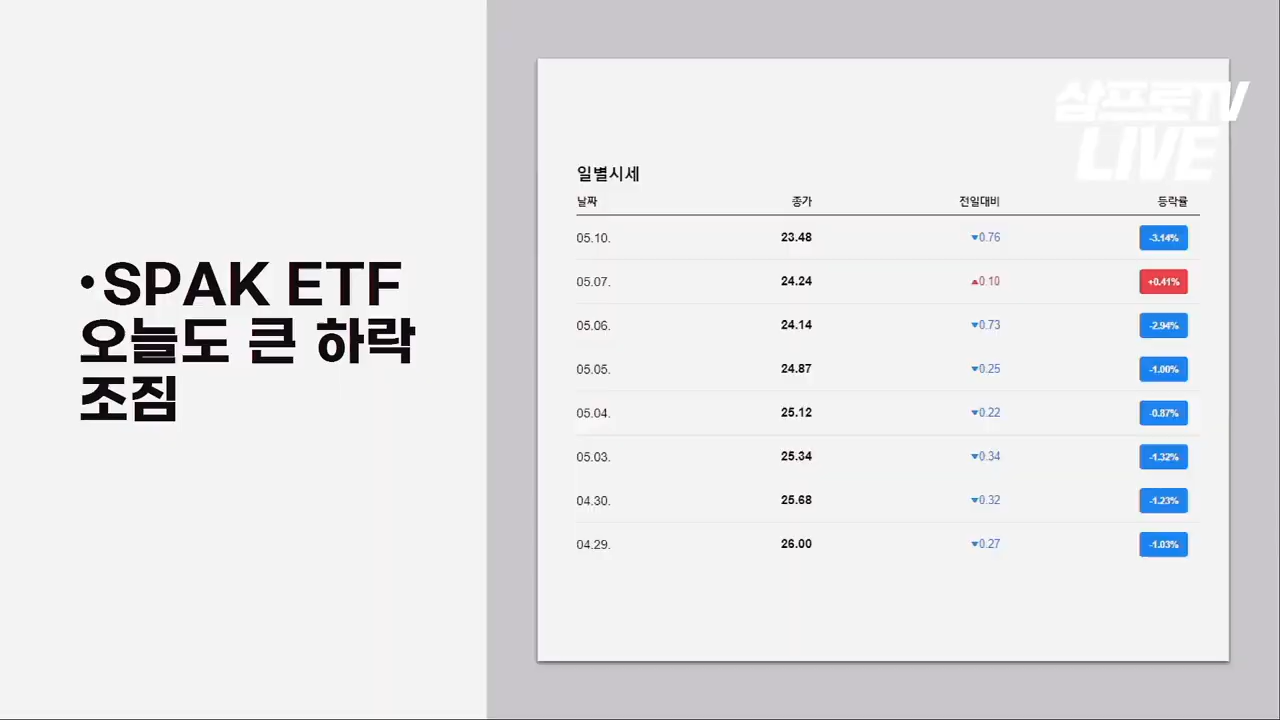 •SPAK ETF
오늘도 큰 하락
조짐
삼프로TV
LIVE
일별시세
날짜 종가 전일대비 등락률
05.10. 23.48 ▼0.76 -3.14%
05.07. 24.24 ▲0.10 +0.41%
05.06. 24.14 ▼0.73 -2.94%
05.05. 24.87 ▼0.25 -1.00%
05.04. 25.12 ▼0.22 -0.87%
05.03. 25.34 ▼0.34 -1.32%
04.30. 25.68 ▼0.32 -1.23%
04.29. 26.00 ▼0.27 -1.03%